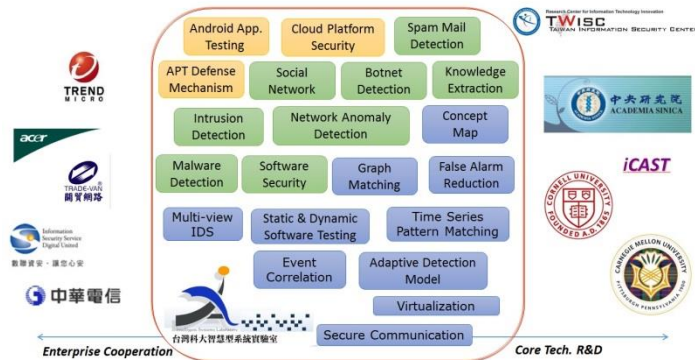 Android App.
Testing
Cloud Platform
Security
Spam Mail
Detection
APT Defense
Mechanism
Social
Network
Botnet
Detection
Knowledge
Extraction
Intrusion
Detection
Network Anomaly
Detection
Concept
Map
Malware
Detection
Software
Security
Graph
Matching
False Alarm
Reduction
Multi-view
IDS
Static & Dynamic
Software Testing
Time Series
Pattern Matching
Event
Correlation
Adaptive Detection
Model
Virtualization
Secure Communication
Intelligent Systems Laboratory
台灣科大智慧型系統實驗室
TREND
MICRO
acer
TRADE-VAN
關貿網路
Information
Security Service
Digital United
數聯資安・讓您心安
中華電信
Enterprise Cooperation
Research Center for Information Technology Innovation
TWISC
TAIWAN INFORMATION SECURITY CENTER
中央研究院
ACADEMIA SINICA
iCAST
CORNELL UNIVERSITY
FOUNDED A.D. 1865
CARNEGIE MELLON UNIVERSITY
PITTSBURGH PENNSYLVANIA 1900
Core Tech. R&D